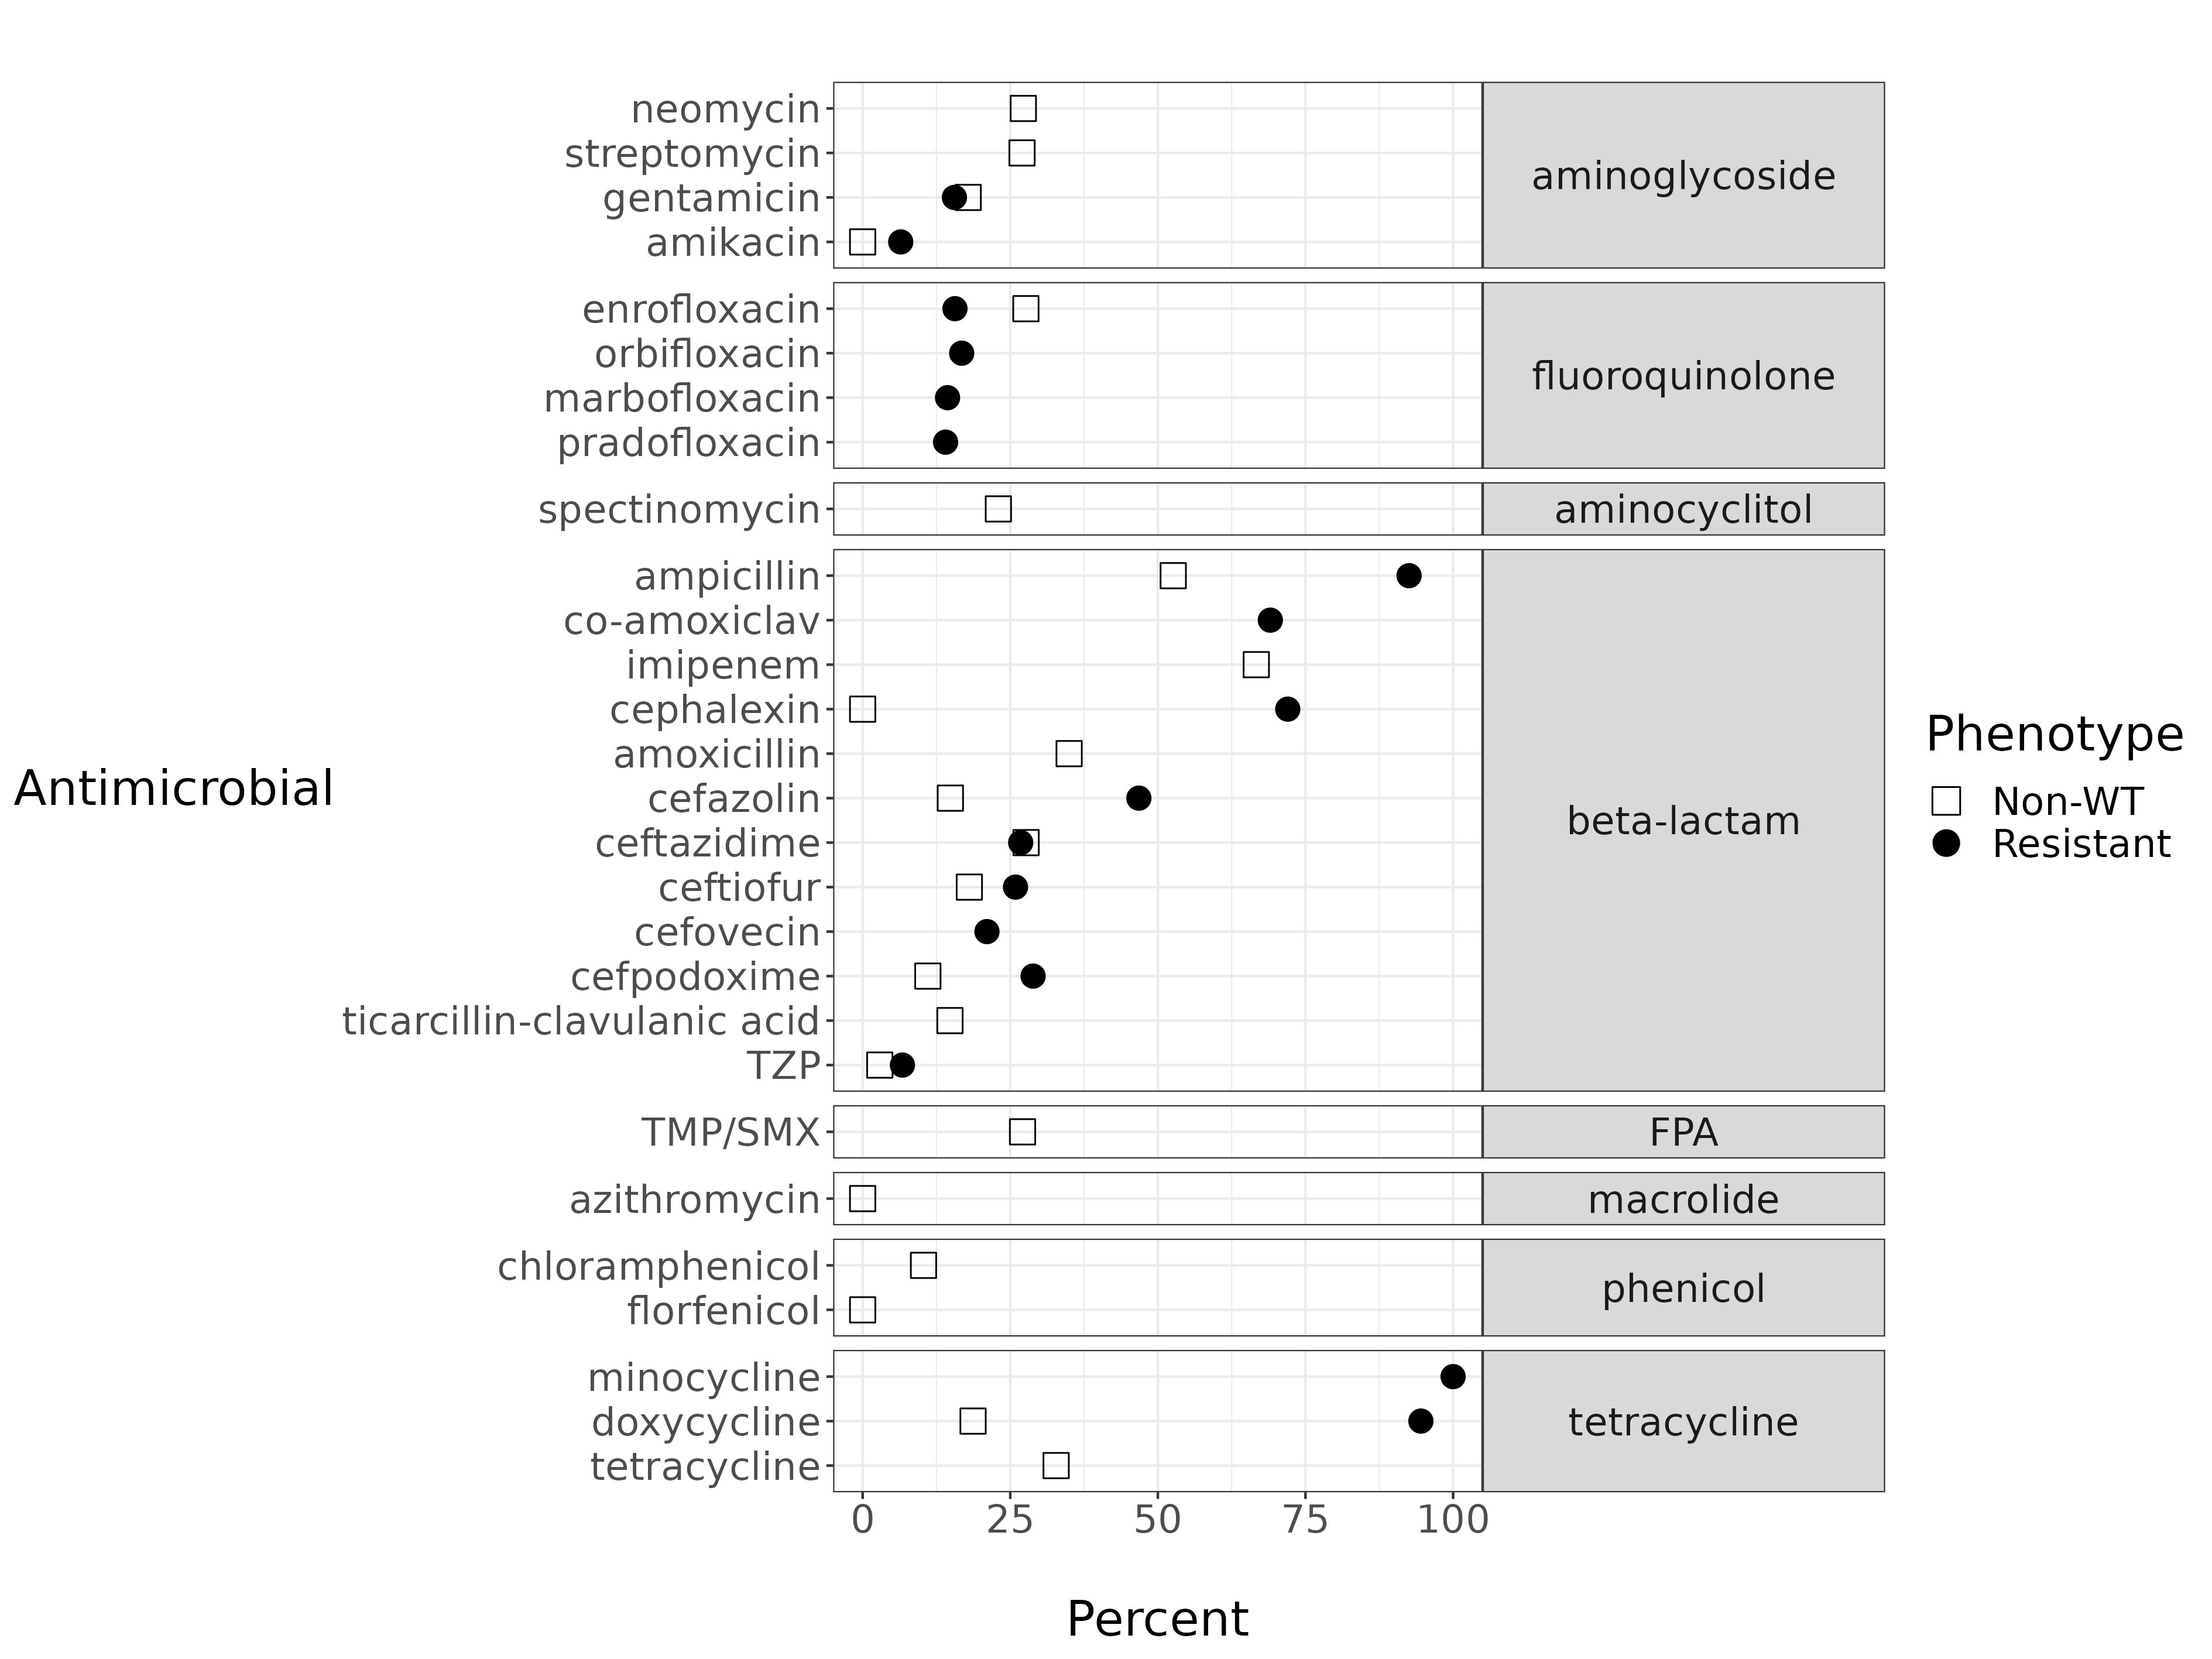 neomycin
streptomycin
gentamicin
amikacin
aminoglycoside
enrofloxacin
orbifloxacin
marbofloxacin
pradofloxacin
fluoroquinolone
spectinomycin
aminocyclitol
ampicillin
co-amoxiclav
imipenem
cephalexin
amoxicillin
cefazolin
ceftazidime
ceftiofur
cefovecin
cefpodoxime
ticarcillin-clavulanic acid
TZP
beta-lactam
TMP/SMX
FPA
azithromycin
macrolide
chloramphenicol
florfenicol
phenicol
minocycline
doxycycline
tetracycline
tetracycline
0 25 50 75 100
Percent
Antimicrobial
Phenotype
Non-WT
Resistant